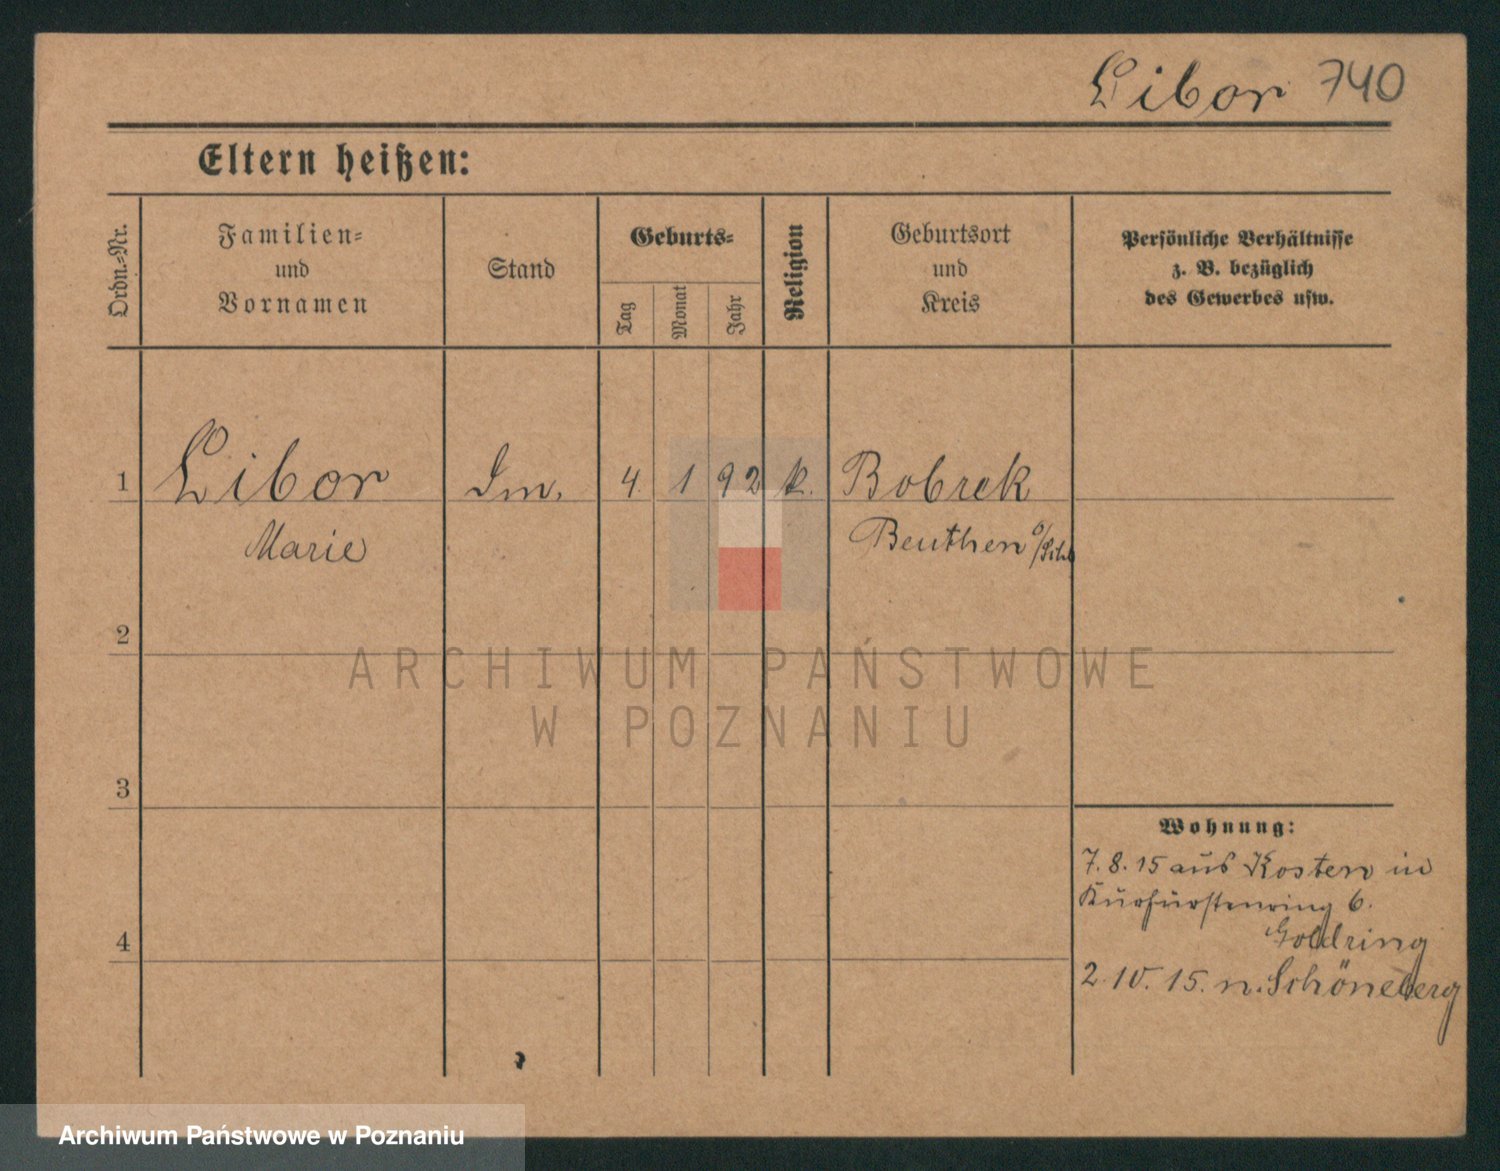 Libor 740
Eltern heißen:
Ordn.-Nr.
Familien-
und
Vornamen
Stand
Geburts-
Tag
Monat
Jahr
Religion
Geburtsort
und
Kreis
Persönliche Verhältnisse
z. B. bezüglich
des Gewerbes usw.
1 Libor 4. 1 92 k. Bobrek
Marie Beuthen o/Schl
2
ARCHIWUM PAŃSTWOWE
W POZNANIU
3
Wohnung:
7.8.15 aus Kosten in
Kurfürstenring 6.
Goldring
4
2.10.15. n. Schöneberg
Archiwum Państwowe w Poznaniu